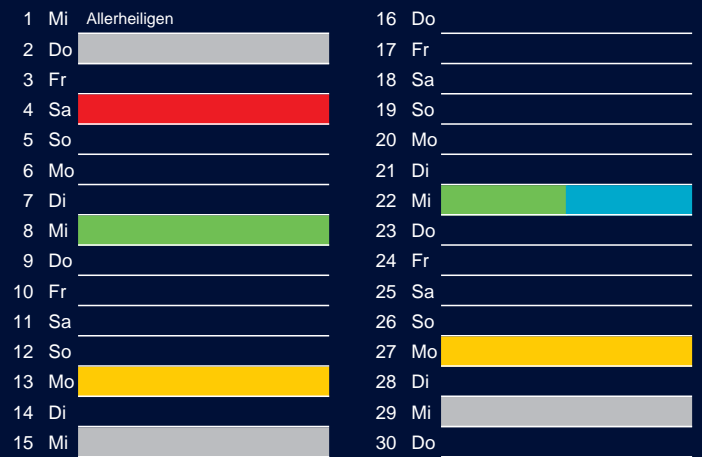 1 Mi Allerheiligen
2 Do
3 Fr
4 Sa
5 So
6 Mo
7 Di
8 Mi
9 Do
10 Fr
11 Sa
12 So
13 Mo
14 Di
15 Mi
16 Do
17 Fr
18 Sa
19 So
20 Mo
21 Di
22 Mi
23 Do
24 Fr
25 Sa
26 So
27 Mo
28 Di
29 Mi
30 Do